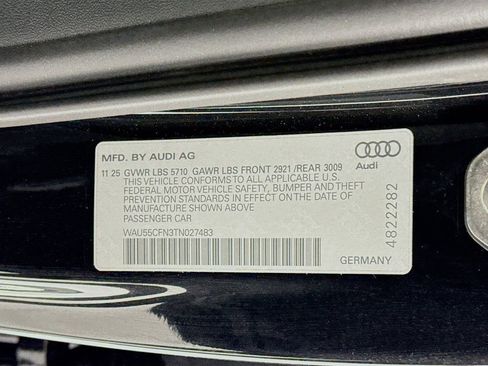 MFD. BY AUDI AG
Audi
11 25 GVWR LBS 5710 GAWR LBS FRONT 2921 /REAR 3009
THIS VEHICLE CONFORMS TO ALL APPLICABLE U.S.
FEDERAL MOTOR VEHICLE SAFETY, BUMPER AND THEFT
PREVENTION STANDARDS IN EFFECT ON THE DATE OF
MANUFACTURE SHOWN ABOVE
PASSENGER CAR
WAU55CFN3TN027483
4822282
GERMANY